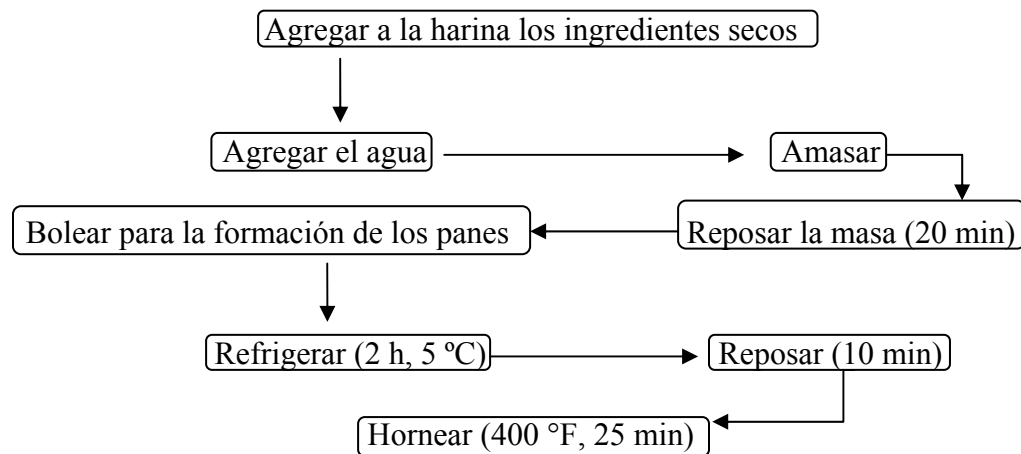 Agregar a la harina los ingredientes secos
Agregar el agua
Amasar
Reposar la masa (20 min)
Bolear para la formación de los panes
Refrigerar (2 h, 5 ºC)
Reposar (10 min)
Hornear (400 °F, 25 min)